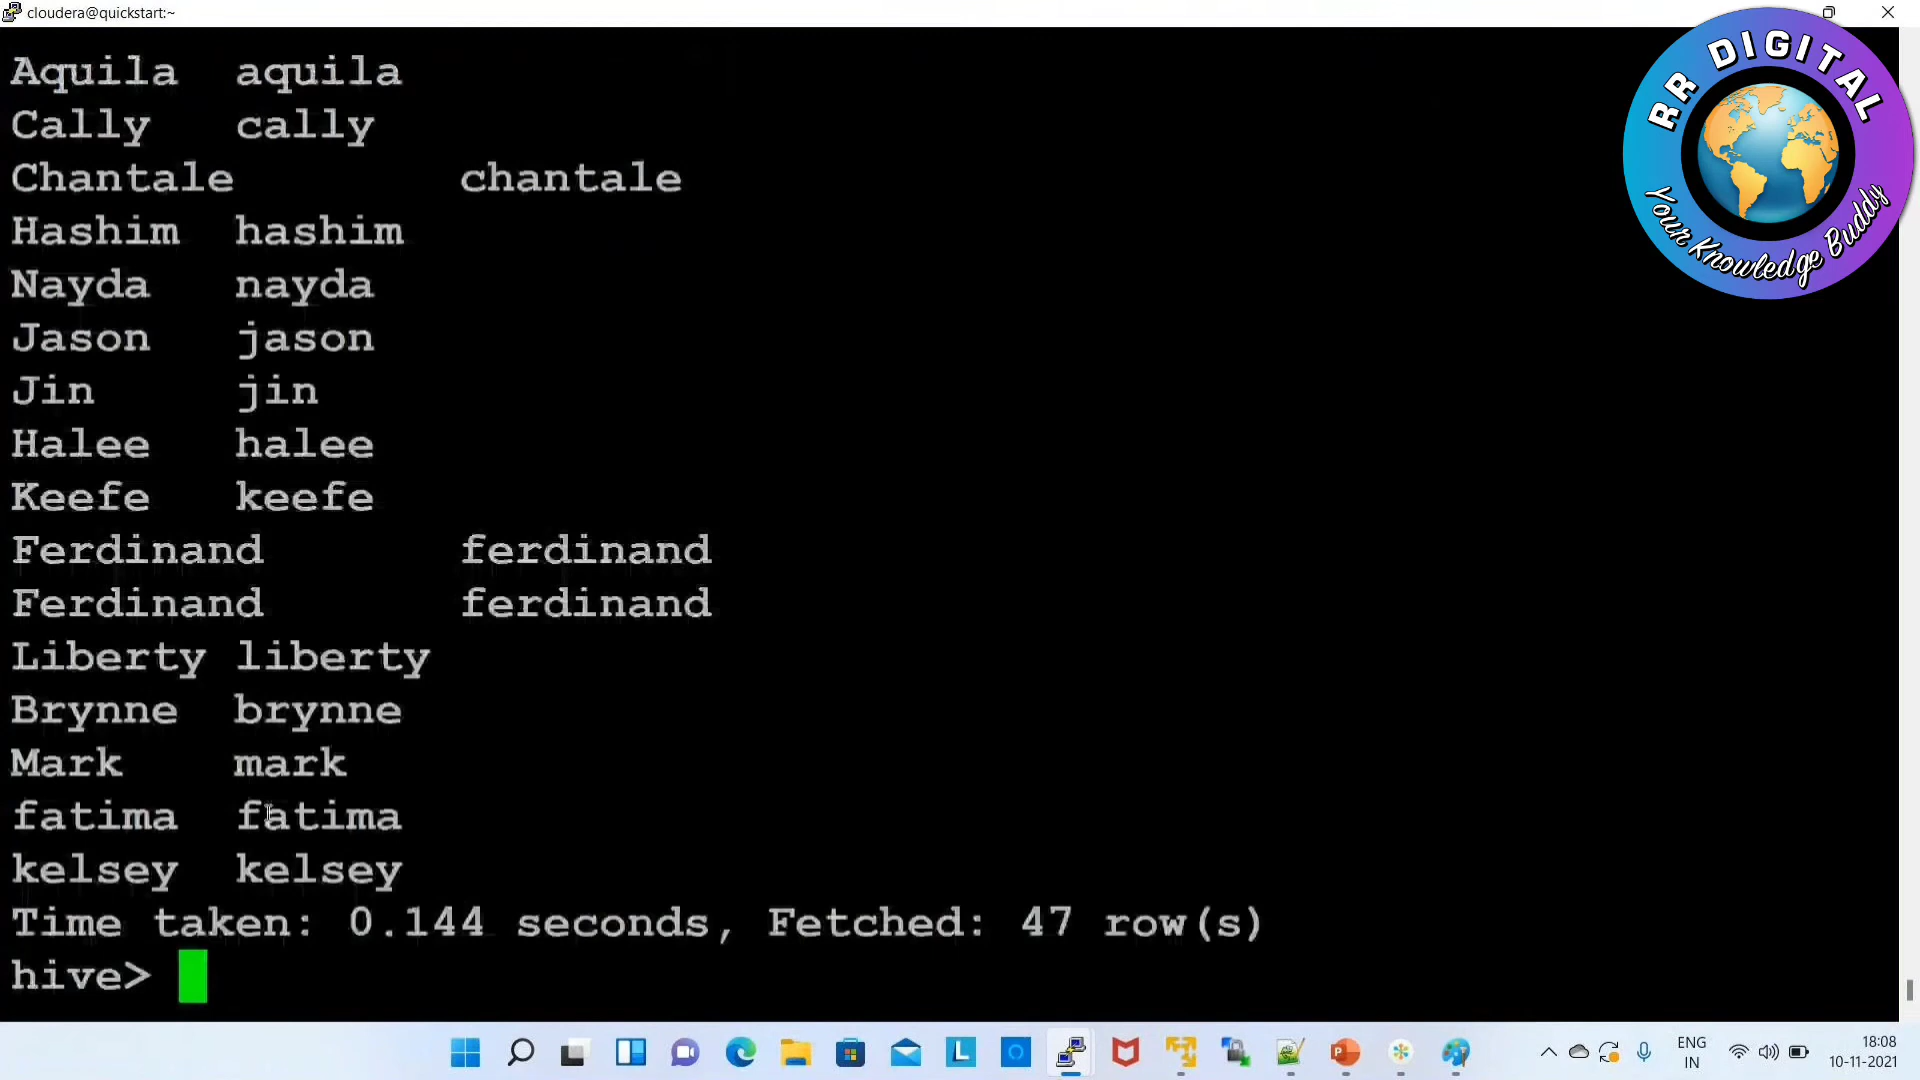 cloudera@quickstart:~
Aquila aquila
Cally cally
Chantale chantale
Hashim hashim
Nayda nayda
Jason jason
Jin jin
Halee halee
Keefe keefe
Ferdinand ferdinand
Ferdinand ferdinand
Liberty liberty
Brynne brynne
Mark mark
fatima fatima
kelsey kelsey
Time taken: 0.144 seconds, Fetched: 47 row(s)
hive>
RR DIGITAL
Your Knowledge Buddy
ENG
IN
18:08
10-11-2021